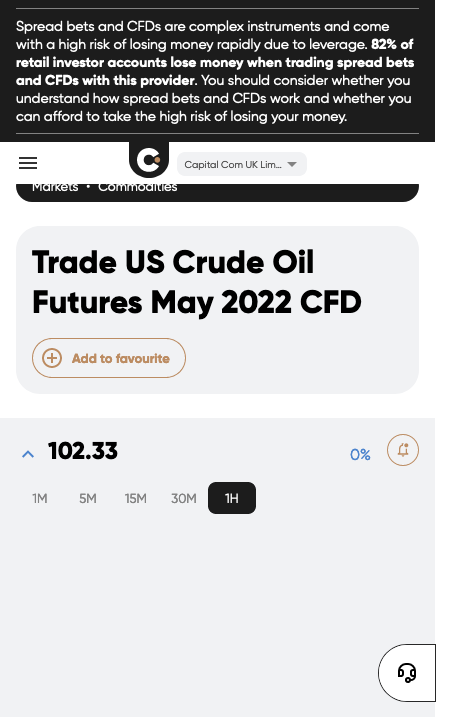 Spread bets and CFDs are complex instruments and come
with a high risk of losing money rapidly due to leverage. 82% of
retail investor accounts lose money when trading spread bets
and CFDs with this provider. You should consider whether you
understand how spread bets and CFDs work and whether you
can afford to take the high risk of losing your money.
Capital Com UK Lim...
Markets • Commodities
Trade US Crude Oil
Futures May 2022 CFD
Add to favourite
102.33 0%
1M 5M 15M 30M 1H